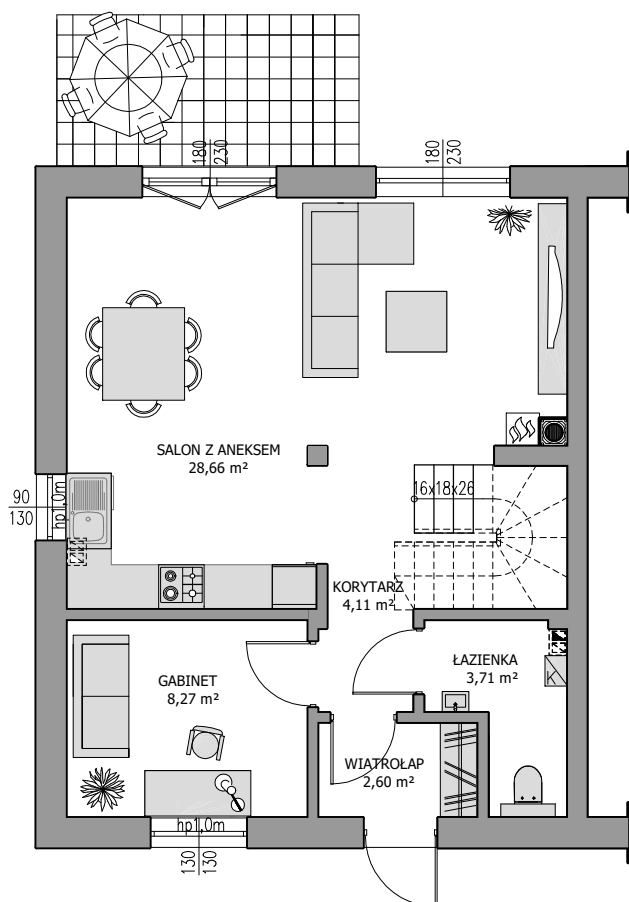 180
230
180
230
SALON Z ANEKSEM
28,66 m²
90
130
hp1,0m
16x18x26
KORYTARZ
4,11 m²
ŁAZIENKA
3,71 m²
K
GABINET
8,27 m²
WIATROŁAP
2,60 m²
hp1,0m
130
130